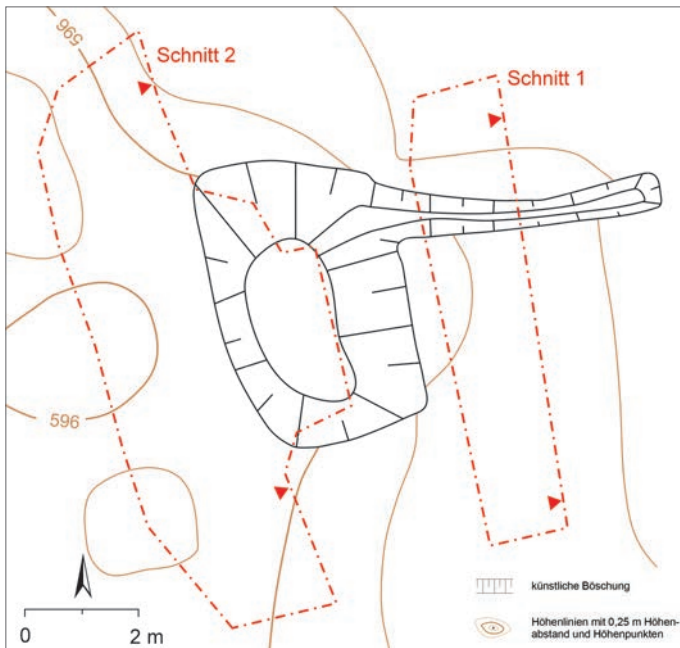 596
Schnitt 2
Schnitt 1
596
künstliche Böschung
Höhenlinien mit 0,25 m Höhen-
abstand und Höhenpunkten
0 2 m